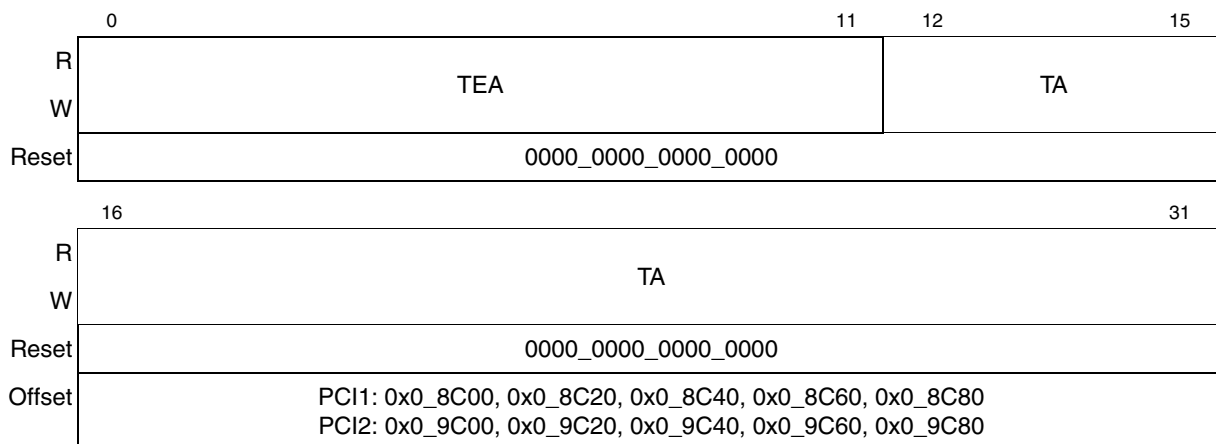 0 11 12 15
R
TEA TA
W
Reset 0000_0000_0000_0000
16 31
R
TA
W
Reset 0000_0000_0000_0000
Offset PCI1: 0x0_8C00, 0x0_8C20, 0x0_8C40, 0x0_8C60, 0x0_8C80
PCI2: 0x0_9C00, 0x0_9C20, 0x0_9C40, 0x0_9C60, 0x0_9C80